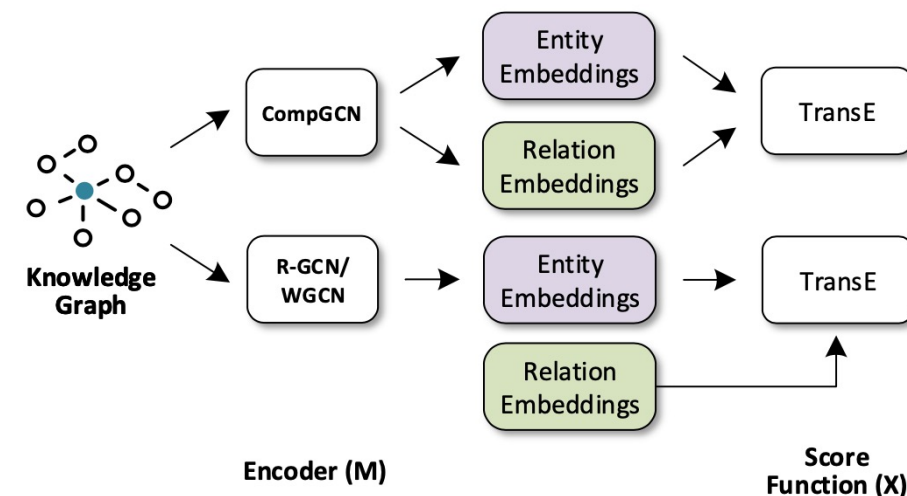 Entity
Embeddings
CompGCN
TransE
Relation
Embeddings
Knowledge
Graph
R-GCN/
WGCN
Entity
Embeddings
TransE
Relation
Embeddings
Encoder (M)
Score
Function (X)